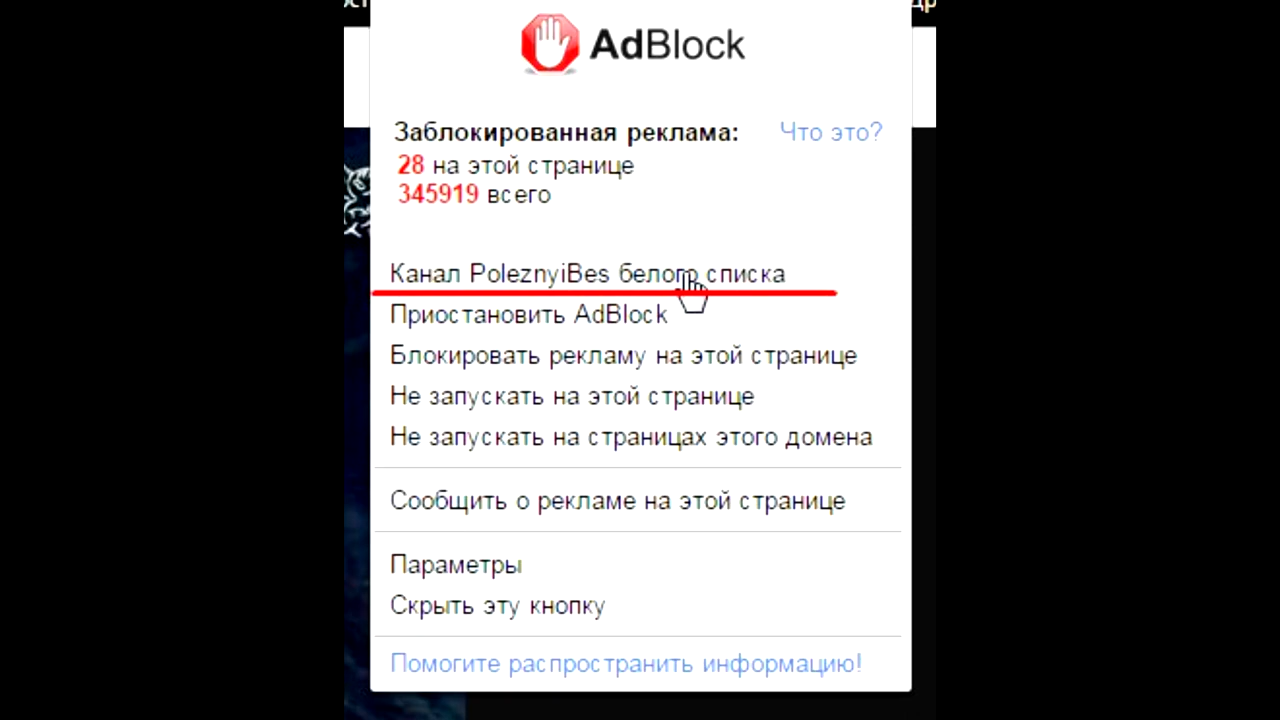 AdBlock
Заблокированная реклама: Что это?
28 на этой странице
345919 всего
Канал PoleznyiBes белого списка
Приостановить AdBlock
Блокировать рекламу на этой странице
Не запускать на этой странице
Не запускать на страницах этого домена
Сообщить о рекламе на этой странице
Параметры
Скрыть эту кнопку
Помогите распространить информацию!